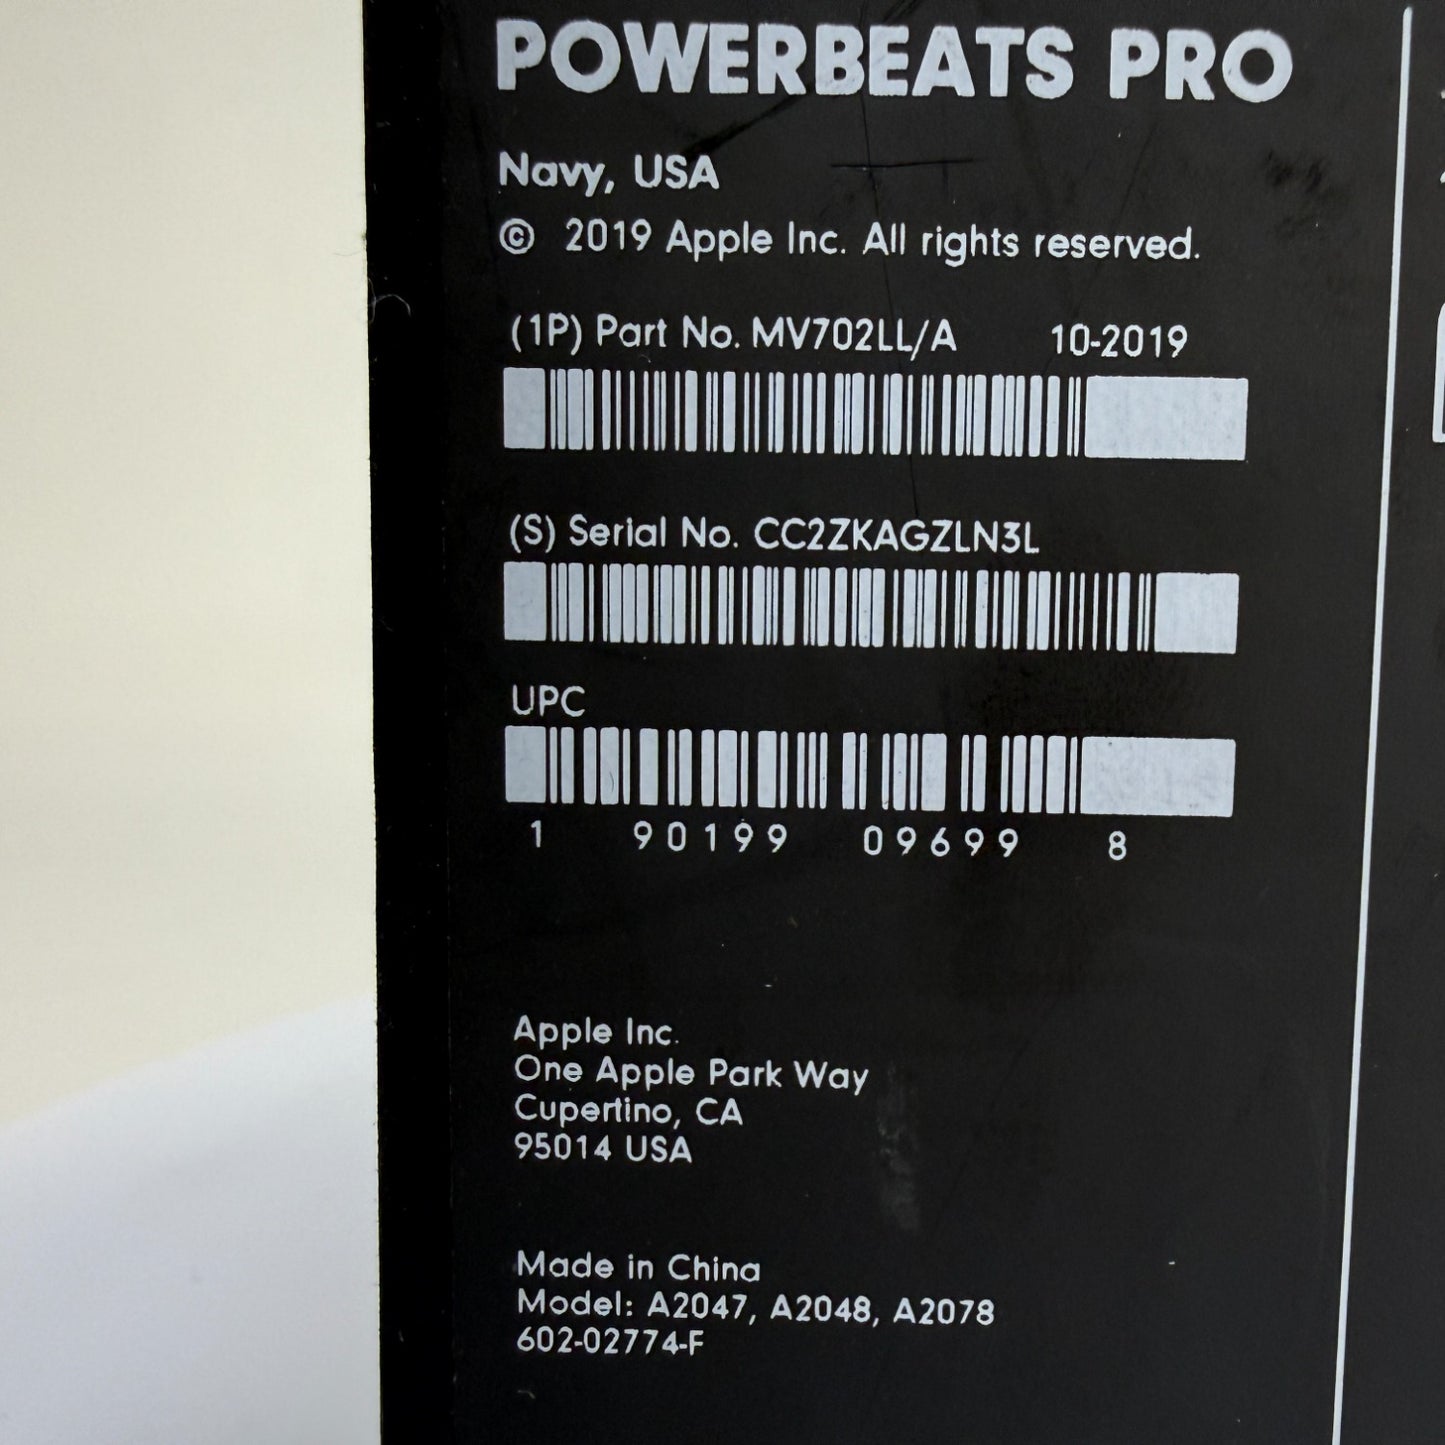 POWERBEATS PRO
Navy, USA
© 2019 Apple Inc. All rights reserved.
(1P) Part No. MV702LL/A 10-2019
(S) Serial No. CC2ZKAGZLN3L
UPC
1 90199 09699 8
Apple Inc.
One Apple Park Way
Cupertino, CA
95014 USA
Made in China
Model: A2047, A2048, A2078
602-02774-F